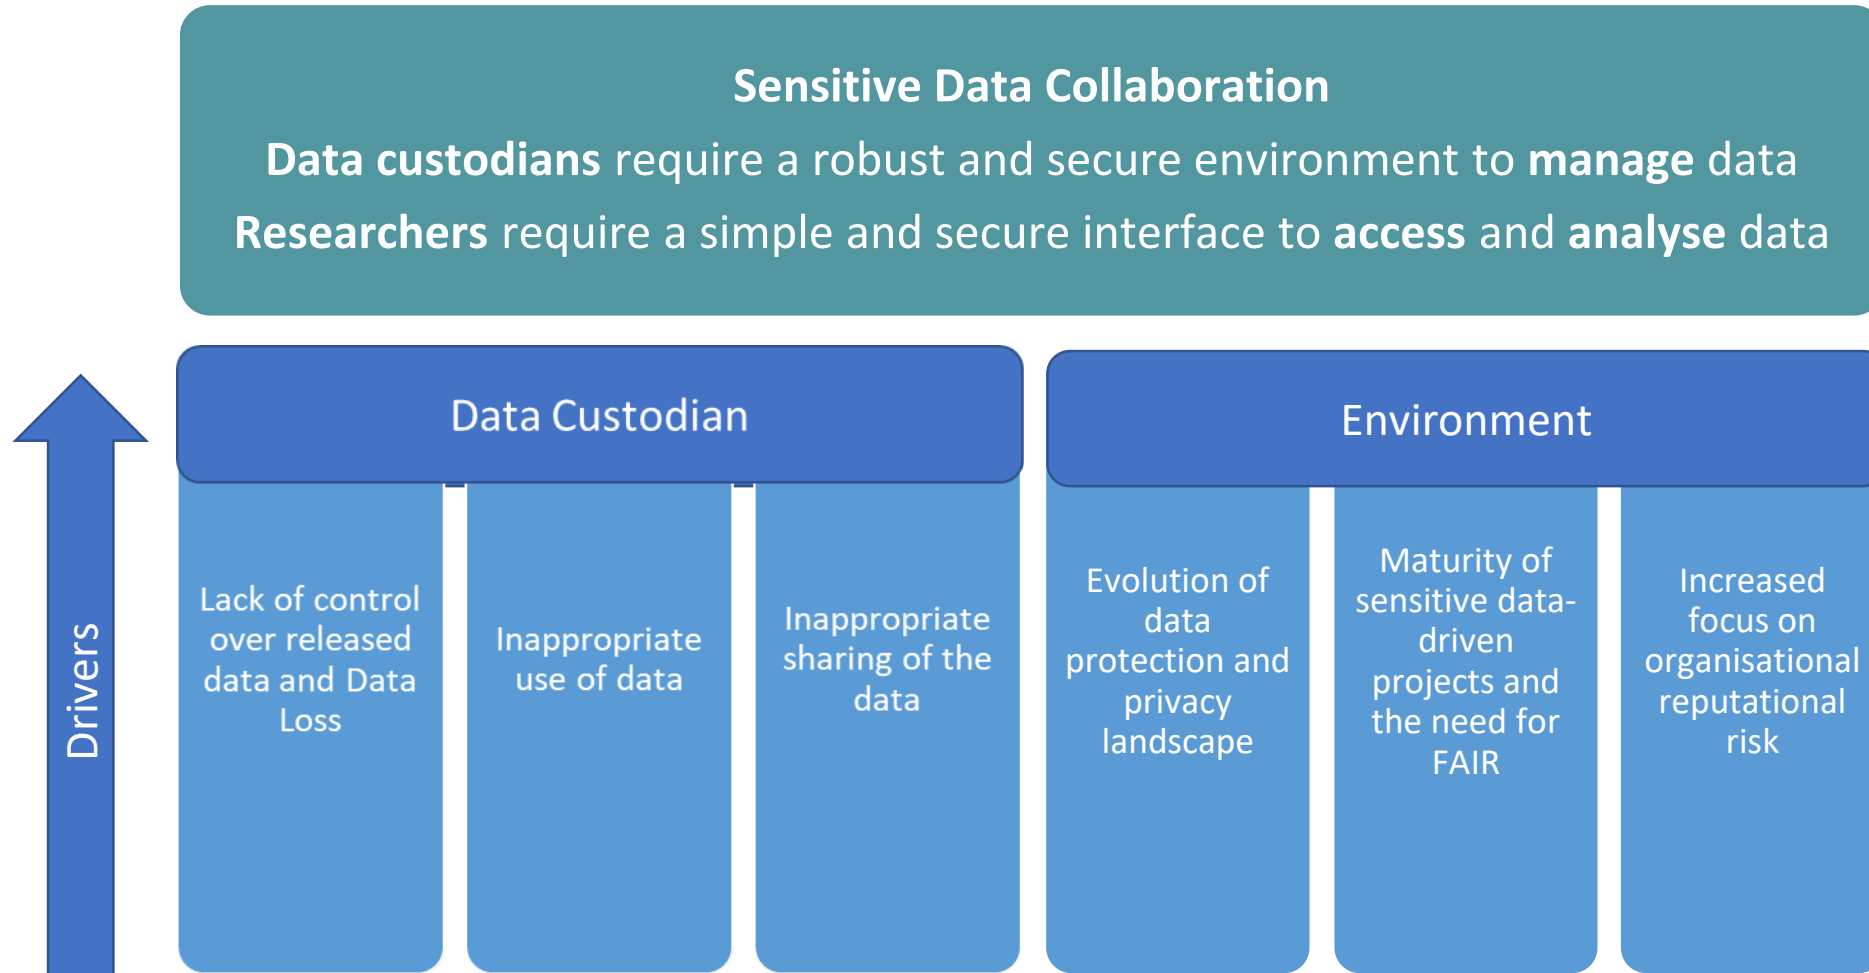 Sensitive Data Collaboration
Data custodians require a robust and secure environment to manage data
Researchers require a simple and secure interface to access and analyse data
Drivers
Data Custodian
Lack of control
over released
data and Data
Loss
Inappropriate
use of data
Inappropriate
sharing of the
data
Environment
Evolution of
data
protection and
privacy
landscape
Maturity of
sensitive data-
driven
projects and
the need for
FAIR
Increased
focus on
organisational
reputational
risk